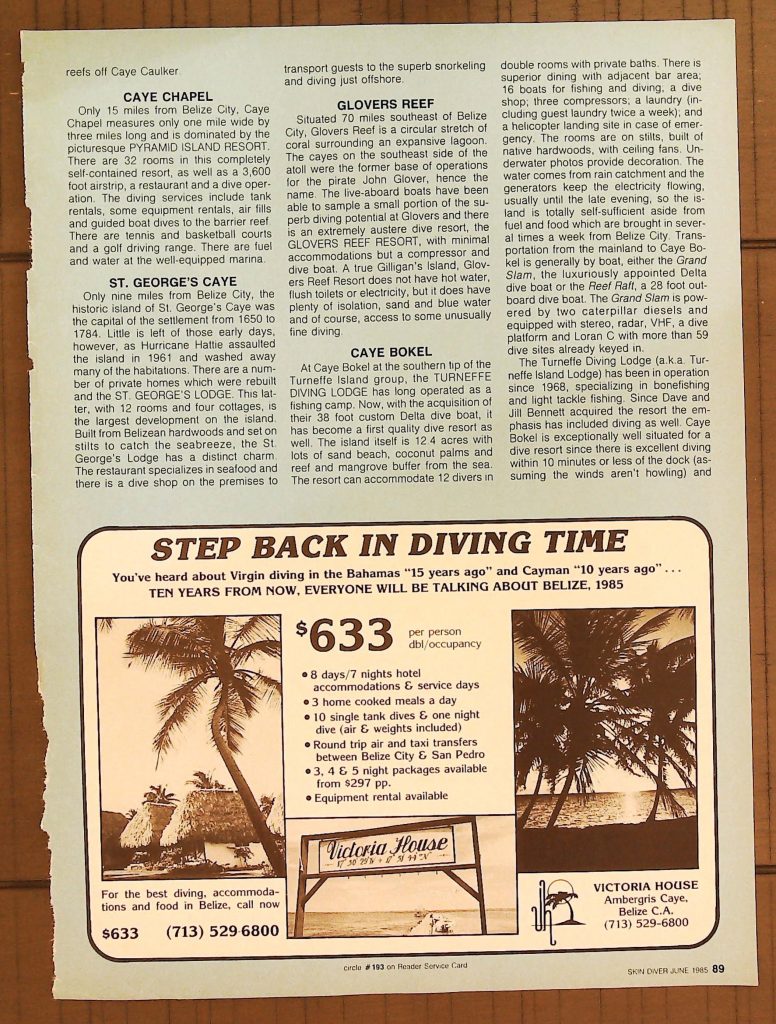 reefs off Caye Caulker
CAYE CHAPEL
Only 15 miles from Belize City, Caye
Chapel measures only one mile wide by
three miles long and is dominated by the
picturesque PYRAMID ISLAND RESORT.
There are 32 rooms in this completely
self-contained resort, as well as a 3,600
foot airstrip, a restaurant and a dive oper-
ation. The diving services include tank
rentals, some equipment rentals, air fills
and guided boat dives to the barrier reef.
There are tennis and basketball courts
and a golf driving range. There are fuel
and water at the well-equipped marina.
ST. GEORGE'S CAYE
Only nine miles from Belize City, the
historic island of St. George's Caye was
the capital of the settlement from 1650 to
1784. Little is left of those early days,
however, as Hurricane Hattie assaulted
the island in 1961 and washed away
many of the habitations. There are a num-
ber of private homes which were rebuilt
and the ST. GEORGE'S LODGE. This lat-
ter, with 12 rooms and four cottages, is
the largest development on the island.
Built from Belizean hardwoods and set on
stilts to catch the seabreeze, the St.
George's Lodge has a distinct charm.
The restaurant specializes in seafood and
there is a dive shop on the premises to
transport guests to the superb snorkeling
and diving just offshore.
GLOVERS REEF
Situated 70 miles southeast of Belize
City, Glovers Reef is a circular stretch of
coral surrounding an expansive lagoon.
The cayes on the southeast side of the
atoll were the former base of operations
for the pirate John Glover, hence the
name. The live-aboard boats have been
able to sample a small portion of the su-
perb diving potential at Glovers and there
is an extremely austere dive resort, the
GLOVERS REEF RESORT, with minimal
accommodations but a compressor and
dive boat. A true Gilligan's Island, Glov-
ers Reef Resort does not have hot water,
flush toilets or electricity, but it does have
plenty of isolation, sand and blue water
and of course, access to some unusually
fine diving.
CAYE BOKEL
At Caye Bokel at the southern tip of the
Turneffe Island group, the TURNEFFE
DIVING LODGE has long operated as a
fishing camp. Now, with the acquisition of
their 38 foot custom Delta dive boat, it
has become a first quality dive resort as
well. The island itself is 12.4 acres with
lots of sand beach, coconut palms and
reef and mangrove buffer from the sea.
The resort can accommodate 12 divers in
double rooms with private baths. There is
superior dining with adjacent bar area;
16 boats for fishing and diving; a dive
shop; three compressors; a laundry (in-
cluding guest laundry twice a week); and
a helicopter landing site in case of emer-
gency. The rooms are on stilts, built of
native hardwoods, with ceiling fans. Un-
derwater photos provide decoration. The
water comes from rain catchment and the
generators keep the electricity flowing,
usually until the late evening, so the is-
land is totally self-sufficient aside from
fuel and food which are brought in sev-
eral times a week from Belize City. Trans-
portation from the mainland to Caye Bo-
kel is generally by boat, either the Grand
Slam, the luxuriously appointed Delta
dive boat or the Reef Raft, a 28 foot out-
board dive boat. The Grand Slam is pow-
ered by two caterpillar diesels and
equipped with stereo, radar, VHF, a dive
platform and Loran C with more than 59
dive sites already keyed in.
The Turneffe Diving Lodge (a.k.a. Tur-
neffe Island Lodge) has been in operation
since 1968, specializing in bonefishing
and light tackle fishing. Since Dave and
Jill Bennett acquired the resort the em-
phasis has included diving as well. Caye
Bokel is exceptionally well situated for a
dive resort since there is excellent diving
within 10 minutes or less of the dock (as-
suming the winds aren't howling) and
STEP BACK IN DIVING TIME
You've heard about Virgin diving in the Bahamas "15 years ago" and Cayman "10 years ago" . . .
TEN YEARS FROM NOW, EVERYONE WILL BE TALKING ABOUT BELIZE, 1985
$633 per person
dbl/occupancy
• 8 days/7 nights hotel
accommodations & service days
• 3 home cooked meals a day
• 10 single tank dives & one night
dive (air & weights included)
• Round trip air and taxi transfers
between Belize City & San Pedro
• 3, 4 & 5 night packages available
from $297 pp.
• Equipment rental available
Victoria House
For the best diving, accommoda-
tions and food in Belize, call now
$633 (713) 529-6800
VICTORIA HOUSE
Ambergris Caye,
Belize C.A.
(713) 529-6800
circle #193 on Reader Service Card
SKIN DIVER JUNE 1985 89